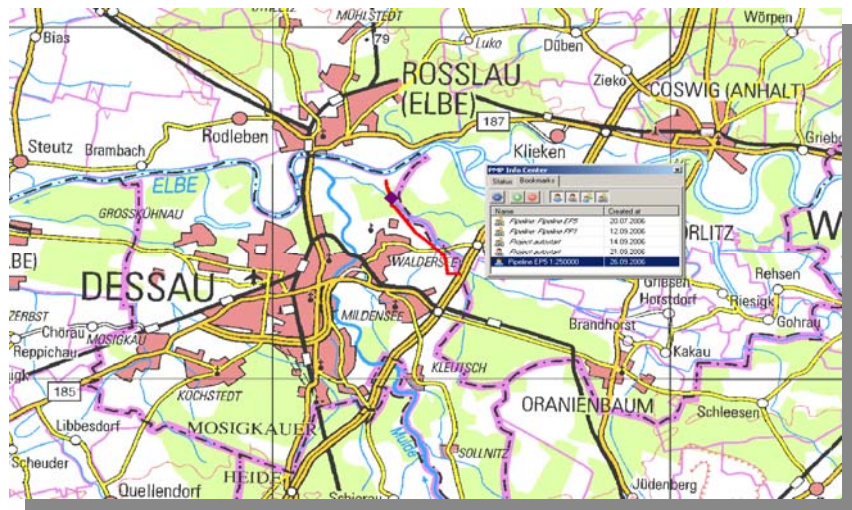 MÜHLSTEDT
Wörpen
Bias
79
Luko
Düben
ROSSLAU
(ELBE)
Zieko
COSWIG (ANHALT)
187
Rodleben
Steutz
Brambach
Klieken
Griebo
ELBE
PMP Info Center
Status
Bookmarks
GROSSKÜHNAU
Name
Created at
Pipeline: Pipeline EPS
20.07.2006
12.09.2006
Project autostart
14.09.2006
Project autostart
21.09.2006
Pipeline EPS 1:250000
26.09.2006
WALDERSEE
RLITZ
W
BE)
DESSAU
Griesen
Rehsen
Horstdorf
Riesigk
ZERBST
MILDENSEE
Gohrau
Chörau
MOSIGKAU
Brandhorst
Reppichau
Kakau
KLEUTSCH
185
KOCHSTEDT
ORANIENBAUM
Schleesen
Libbesdorf
MOSIGKAUER
Mulde
SOLLNITZ
Scheuder
HEIDE
Quellendorf
Jüdenberg